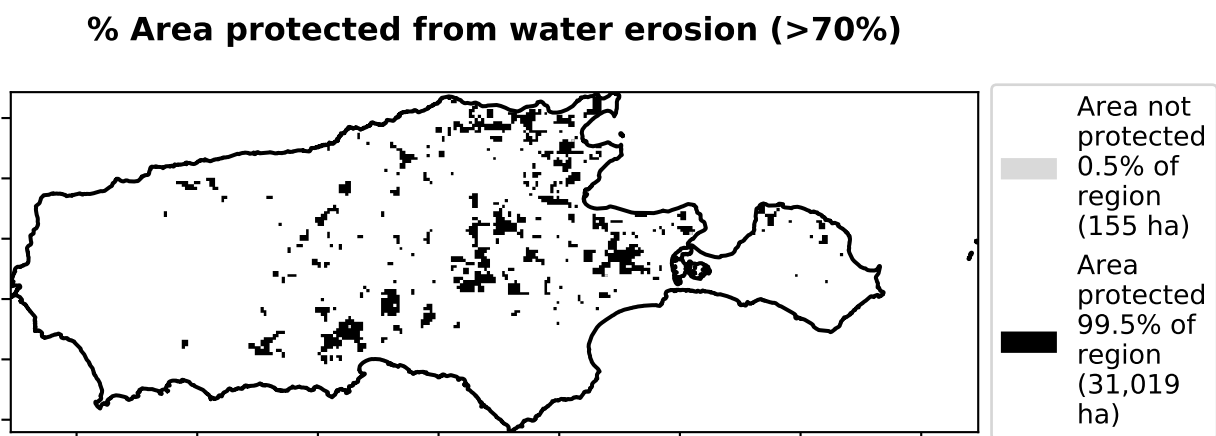 % Area protected from water erosion (>70%)
Area not
protected
0.5% of
region
(155 ha)
Area
protected
99.5% of
region
(31,019
ha)